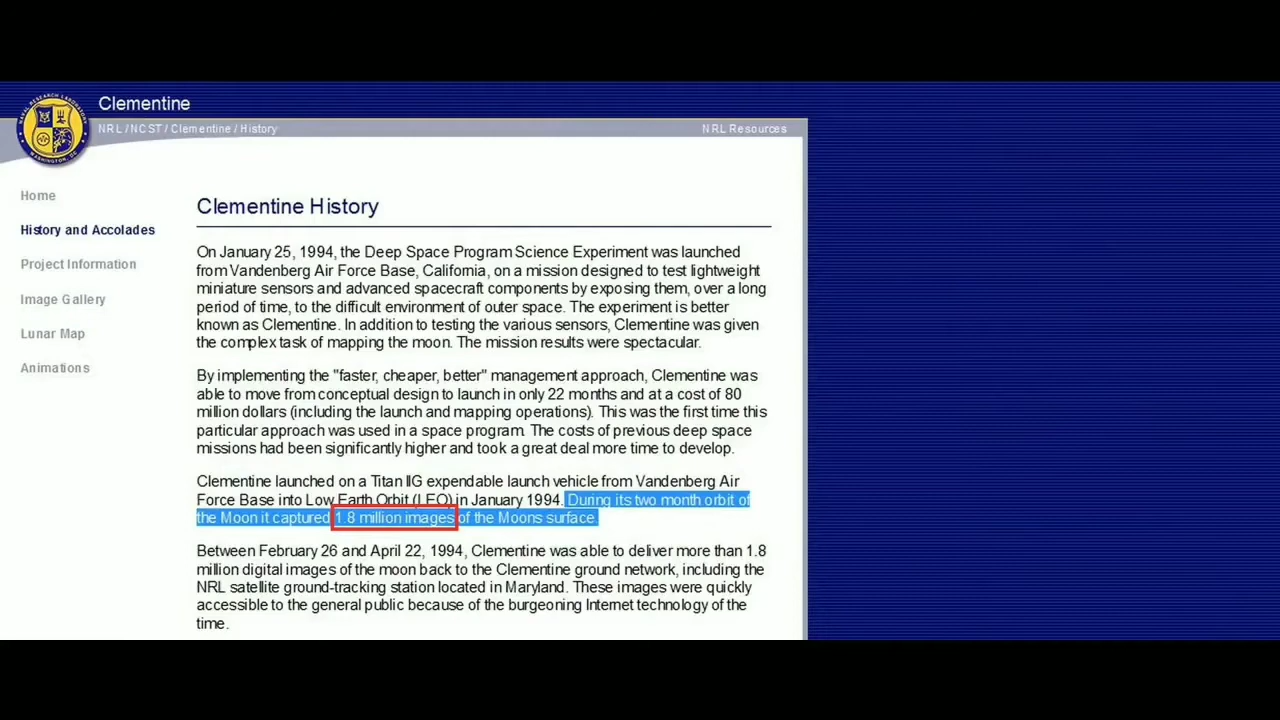 Clementine
NAVAL RESEARCH LABORATORY
WASHINGTON, DC
NRL / NCST / Clementine / History
NRL Resources
Home
History and Accolades
Project Information
Image Gallery
Lunar Map
Animations
Clementine History
On January 25, 1994, the Deep Space Program Science Experiment was launched
from Vandenberg Air Force Base, California, on a mission designed to test lightweight
miniature sensors and advanced spacecraft components by exposing them, over a long
period of time, to the difficult environment of outer space. The experiment is better
known as Clementine. In addition to testing the various sensors, Clementine was given
the complex task of mapping the moon. The mission results were spectacular.
By implementing the "faster, cheaper, better" management approach, Clementine was
able to move from conceptual design to launch in only 22 months and at a cost of 80
million dollars (including the launch and mapping operations). This was the first time this
particular approach was used in a space program. The costs of previous deep space
missions had been significantly higher and took a great deal more time to develop.
Clementine launched on a Titan IIG expendable launch vehicle from Vandenberg Air
Force Base into Low Earth Orbit (LEO) in January 1994. During its two month orbit of
the Moon it captured 1.8 million images of the Moons surface.
Between February 26 and April 22, 1994, Clementine was able to deliver more than 1.8
million digital images of the moon back to the Clementine ground network, including the
NRL satellite ground-tracking station located in Maryland. These images were quickly
accessible to the general public because of the burgeoning Internet technology of the
time.